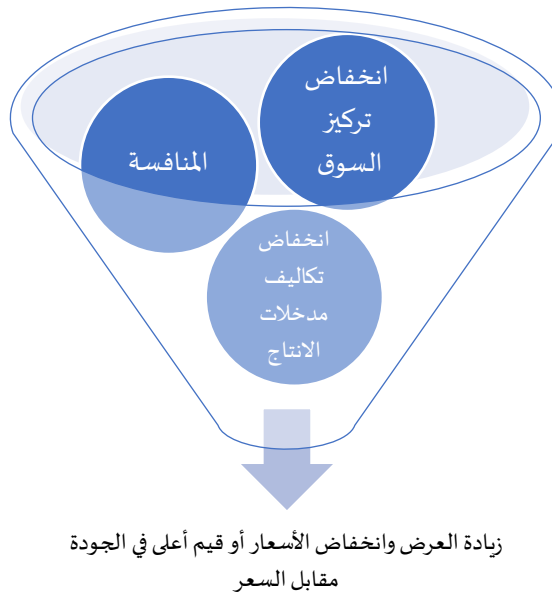 انخفاض
تركيز
السوق
المنافسة
انخفاض
تكاليف
مدخلات
الانتاج
زيادة العرض وانخفاض الأسعار أو قيم أعلى في الجودة
مقابل السعر